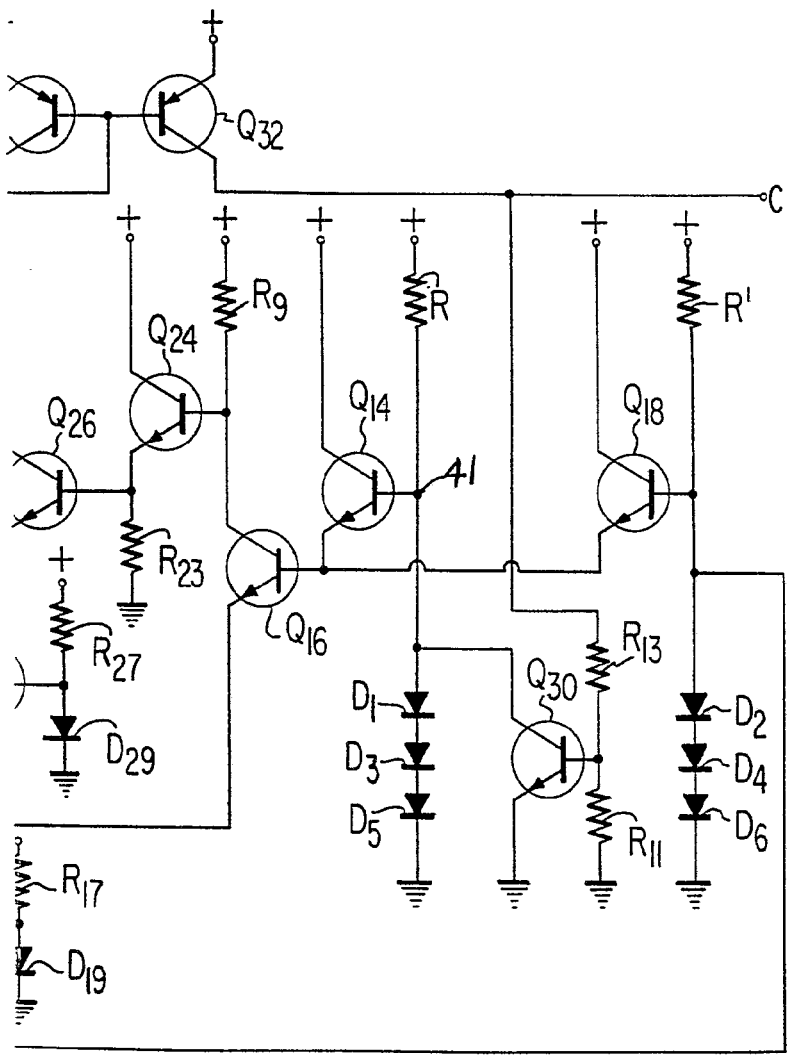 +
Q32
C
+ + + + + +
R9
R
R'
Q24
Q26
Q14
Q18
41
+
R23
R27
Q16
R13
Q30
D1
D2
D29
D3
D4
D5
D6
R11
R17
D19